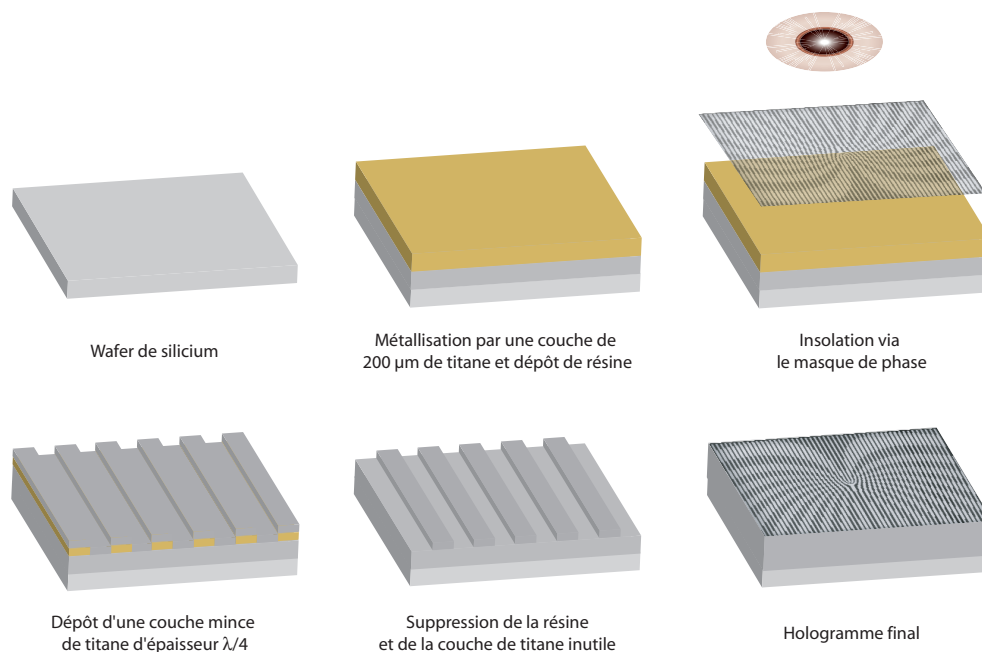 Wafer de silicium
Métallisation par une couche de
200 µm de titane et dépôt de résine
Insolation via
le masque de phase
Dépôt d'une couche mince
de titane d'épaisseur λ/4
Suppression de la résine
et de la couche de titane inutile
Hologramme final